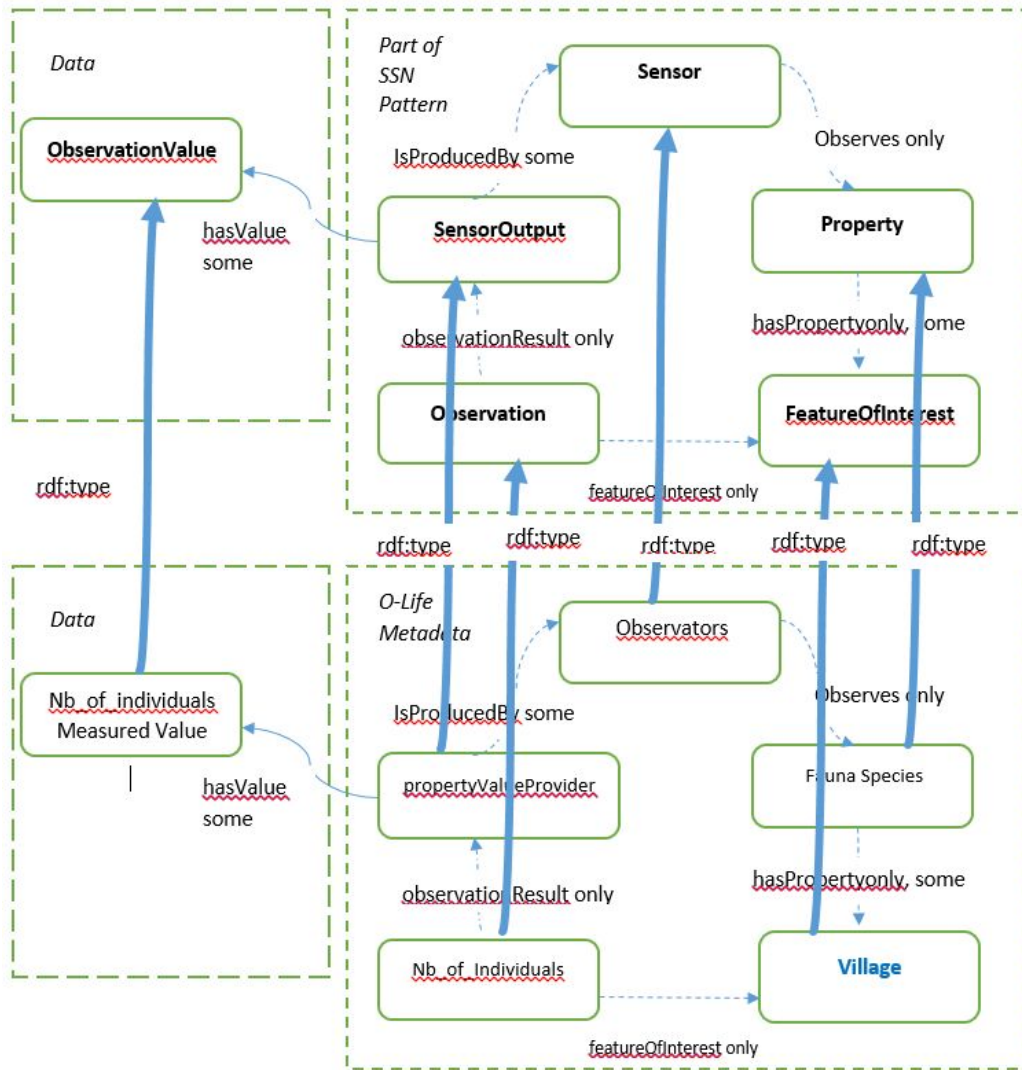 Data
Part of
SSN
Pattern
Sensor
ObservationValue
IsProducedBy some
Observes only
hasValue
some
SensorOutput
Property
observationResult only
hasPropertyonly, some
Observation
FeatureOfInterest
featureOfInterest only
rdf:type
rdf:type
rdf:type
rdf:type
rdf:type
rdf:type
Data
O-Life
Metadata
Observators
Nb_of_individuals
Measured Value
IsProducedBy some
Observes only
hasValue
some
propertyValueProvider
Fauna Species
observationResult only
hasPropertyonly, some
Nb_of_Individuals
Village
featureOfInterest only